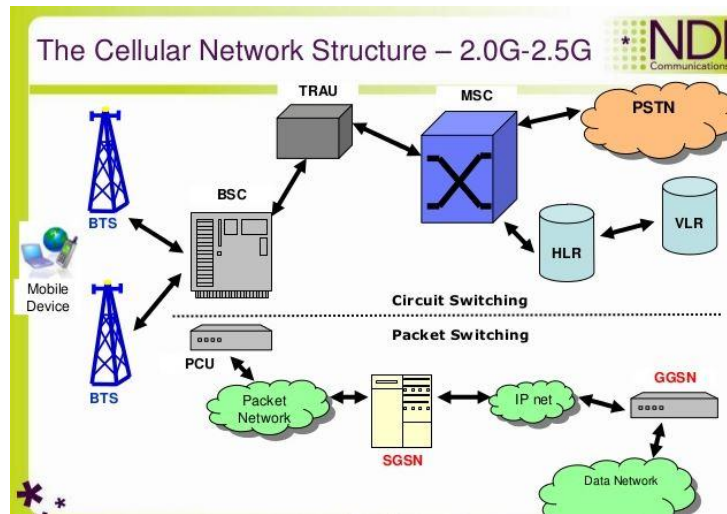 The Cellular Network Structure – 2.0G-2.5G
*
NDI
Communications
TRAU
MSC
PSTN
BSC
BTS
VLR
HLR
Mobile
Device
Circuit Switching
Packet Switching
BTS
PCU
Packet
Network
SGSN
IP net
GGSN
Data Network